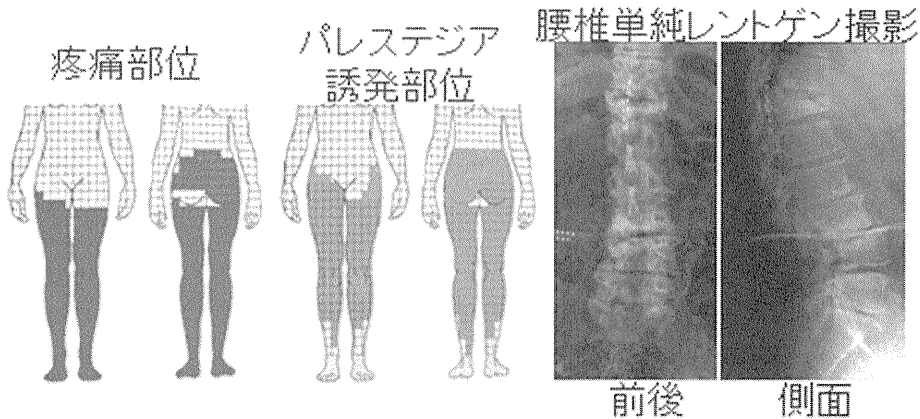 疼痛部位
パレステジア
誘発部位
腰椎単純レントゲン撮影
前後
側面